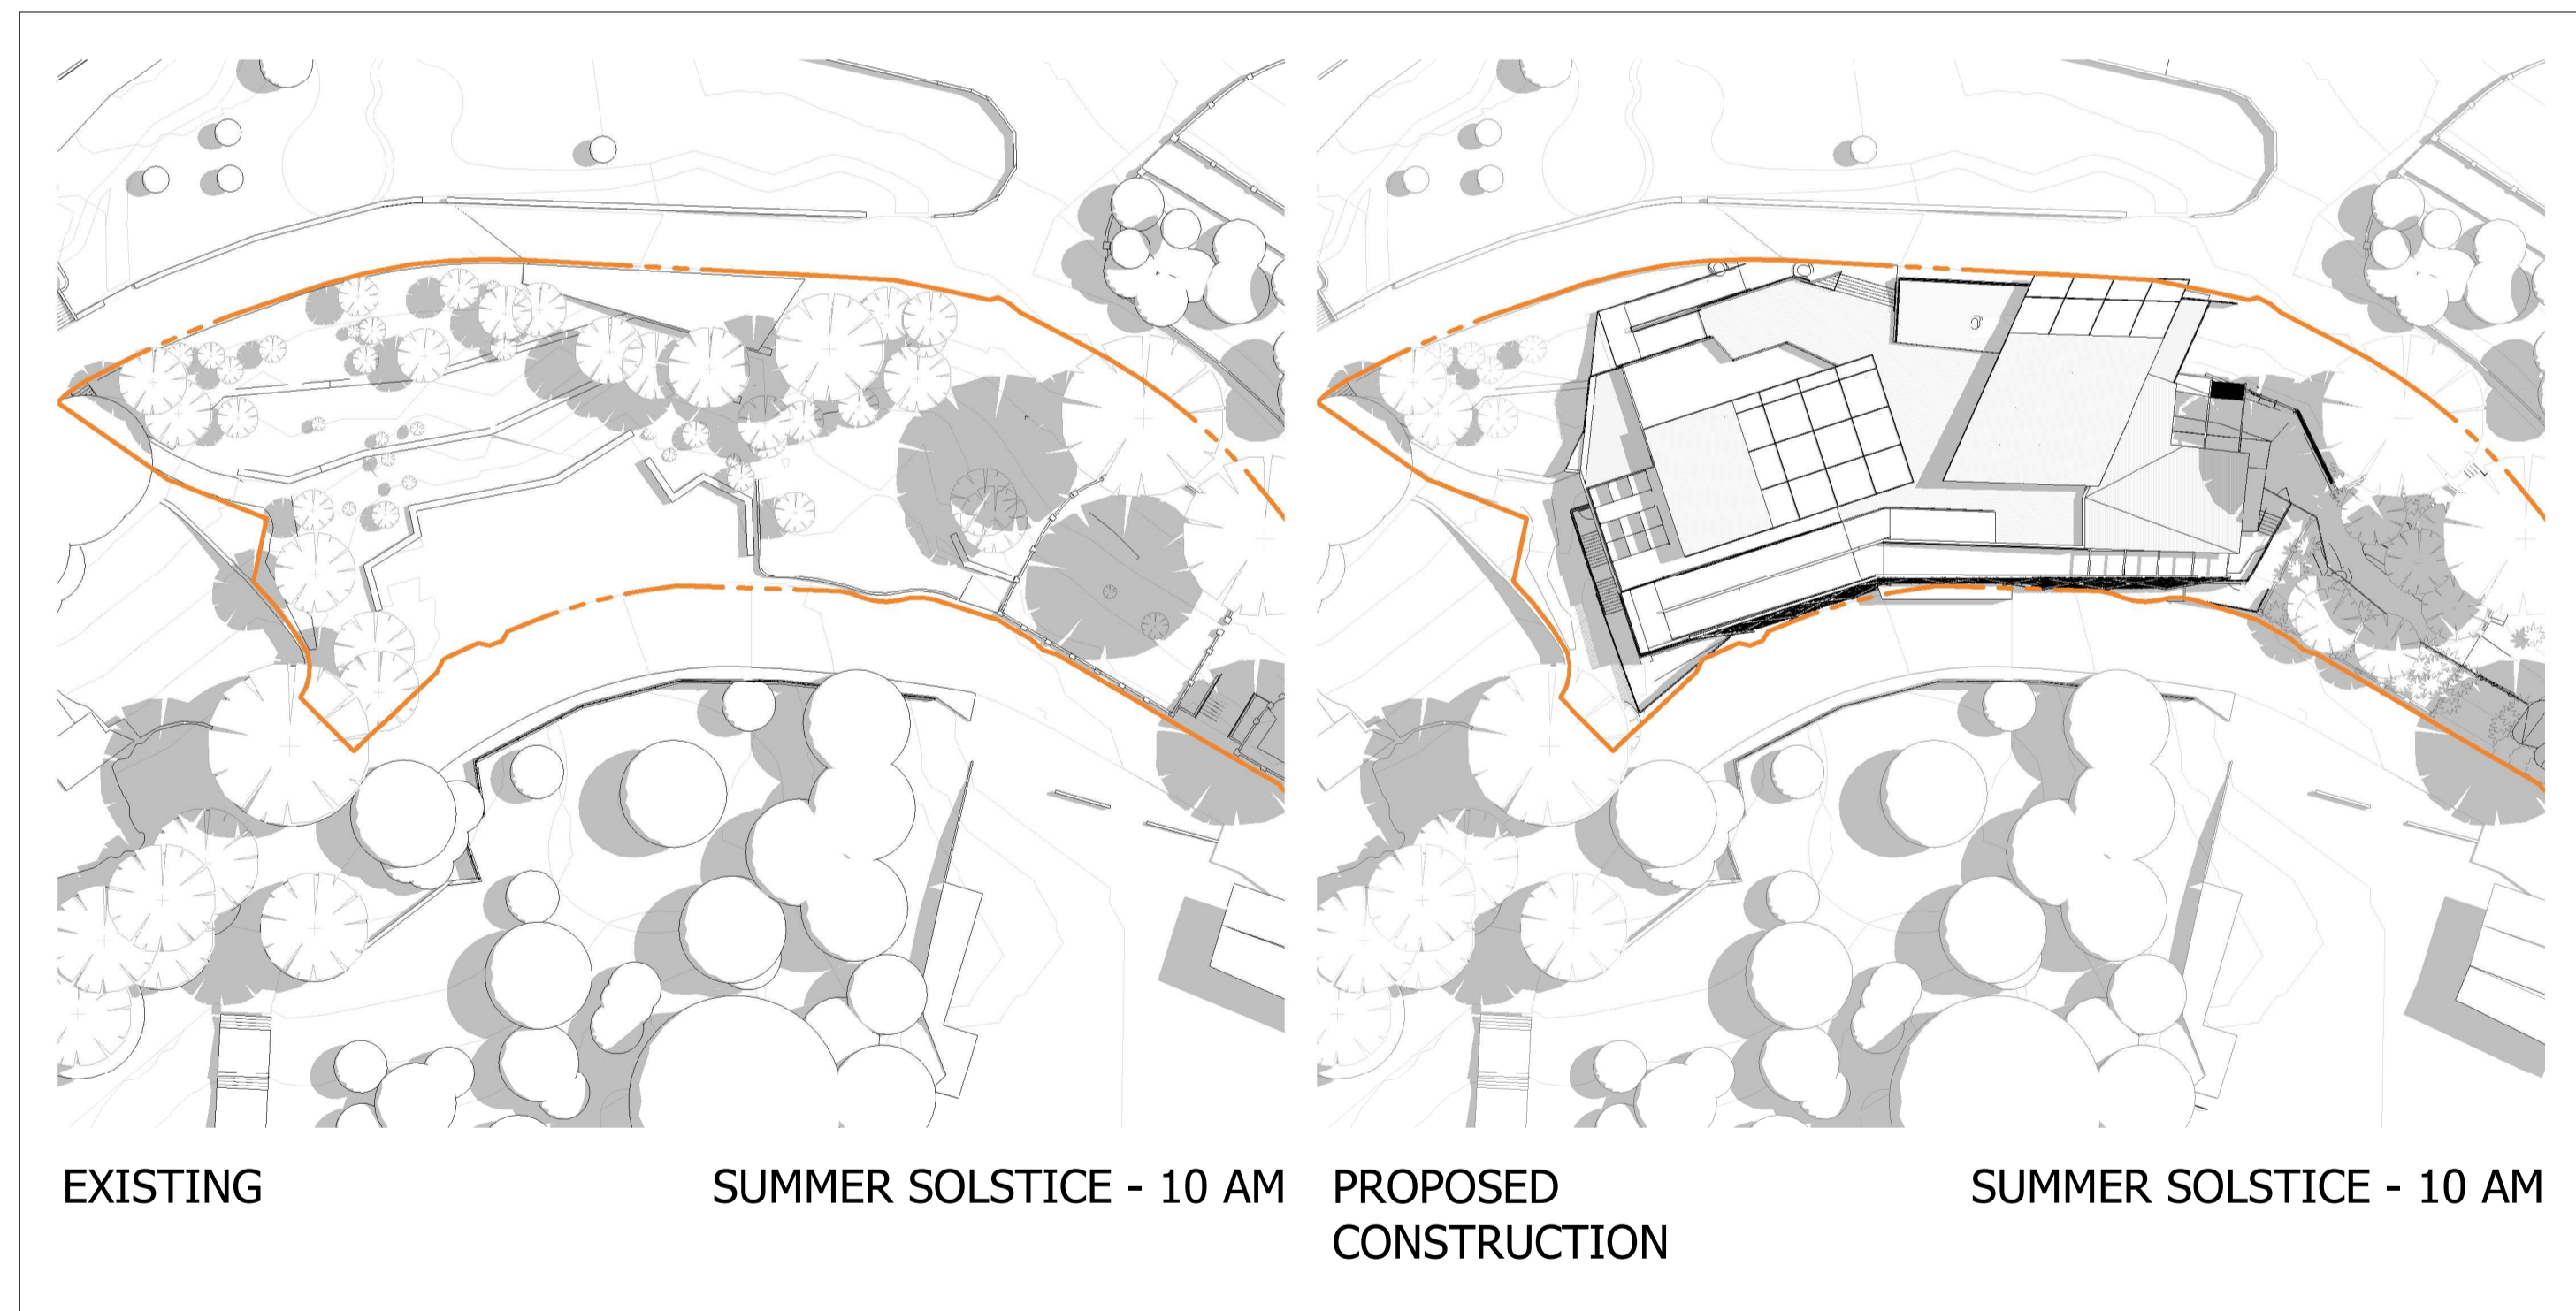 EXISTING
SUMMER SOLSTICE - 10 AM
PROPOSED
CONSTRUCTION
SUMMER SOLSTICE - 10 AM